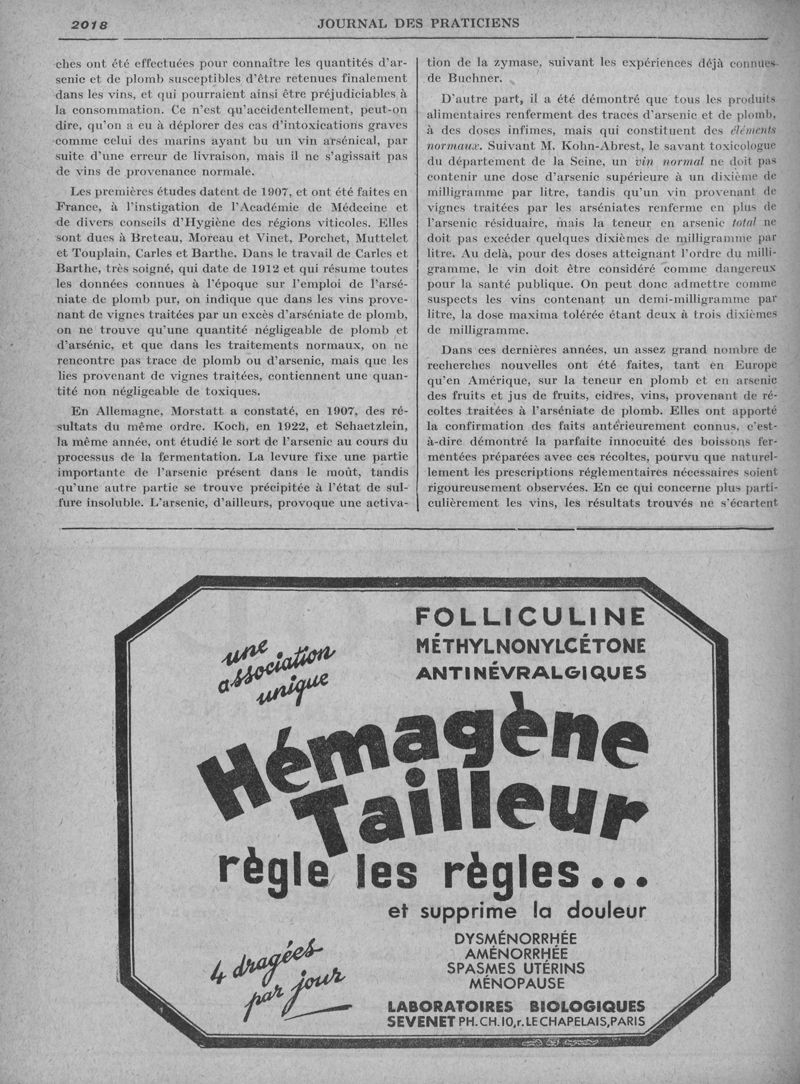 2018
JOURNAL DES PRATICIENS
ches ont été effectuées pour connaître les quantités d'ar-
senic et de plomb susceptibles d'être retenues finalement
dans les vins, et qui pourraient ainsi être préjudiciables à
la consommation. Ce n'est qu'accidentellement, peut-on
dire, qu'on a eu à déplorer des cas d'intoxications graves
comme celui des marins ayant bu un vin arsénical, par
suite d'une erreur de livraison, mais il ne s'agissait pas
de vins de provenance normale.
Les premières études datent de 1907, et ont été faites en
France, à l'instigation de l'Académie de Médecine et
de divers conseils d'Hygiène des régions viticoles. Elles
sont dues à Breteau, Moreau et Vinet, Porchet, Muttelet
et Touplain, Carles et Barthe. Dans le travail de Carles et
Barthe, très soigné, qui date de 1912 et qui résume toutes
les données connues à l'époque sur l'emploi de l'arsé-
niate de plomb pur, on indique que dans les vins prove-
nant de vignes traitées par un excès d'arséniate de plomb,
on ne trouve qu'une quantité négligeable de plomb et
d'arsénic, et que dans les traitements normaux, on ne
rencontre pas trace de plomb ou d'arsenic, mais que les
lies provenant de vignes traitées, contiennent une quan-
tité non négligeable de toxiques.
En Allemagne, Morstatt a constaté, en 1907, des ré-
sultats du même ordre. Koch, en 1922, et Schaetzlein,
la même année, ont étudié le sort de l'arsenic au cours du
processus de la fermentation. La levure fixe une partie
importante de l'arsenic présent dans le moût, tandis
qu'une autre partie se trouve précipitée à l'état de sul-
fure insoluble. L'arsenic, d'ailleurs, provoque une activa-
tion de la zymase, suivant les expériences déjà connues
de Buchner.
D'autre part, il a été démontré que tous les produits
alimentaires renferment des traces d'arsenic et de plomb,
à des doses infimes, mais qui constituent des éléments
normaux. Suivant M. Kohn-Abrest, le savant toxicologue
du département de la Seine, un vin normal ne doit pas
contenir une dose d'arsenic supérieure à un dixième de
milligramme par litre, tandis qu'un vin provenant de
vignes traitées par les arséniates renferme en plus de
l'arsenic résiduaire, mais la teneur en arsenic total ne
doit pas excéder quelques dixièmes de milligramme par
litre. Au delà, pour des doses atteignant l'ordre du milli-
gramme, le vin doit être considéré comme dangereux
pour la santé publique. On peut donc admettre comme
suspects les vins contenant un demi-milligramme par
litre, la dose maxima tolérée étant deux à trois dixièmes
de milligramme.
Dans ces dernières années, un assez grand nombre de
recherches nouvelles ont été faites, tant en Europe
qu'en Amérique, sur la teneur en plomb et en arsenic
des fruits et jus de fruits, cidres, vins, provenant de ré-
coltes traitées à l'arséniate de plomb. Elles ont apporté
la confirmation des faits antérieurement connus, c'est-
à-dire démontré la parfaite innocuité des boissons fer-
mentées préparées avec ces récoltes, pourvu que naturel-
lement les prescriptions réglementaires nécessaires soient
rigoureusement observées. En ce qui concerne plus parti-
culièrement les vins, les résultats trouvés ne s'écartent
une
association
unique
FOLLICULINE
MÉTHYLNONYLCÉTONE
ANTINÉVRALGIQUES
Hémagène
Tailleur
règle les règles...
et supprime la douleur
4 dragées
par jour
DYSMÉNORRHÉE
AMÉNORRHÉE
SPASMES UTÉRINS
MÉNOPAUSE
LABORATOIRES BIOLOGIQUES
SEVENET PH.CH.10,r.LE CHAPELAIS,PARIS